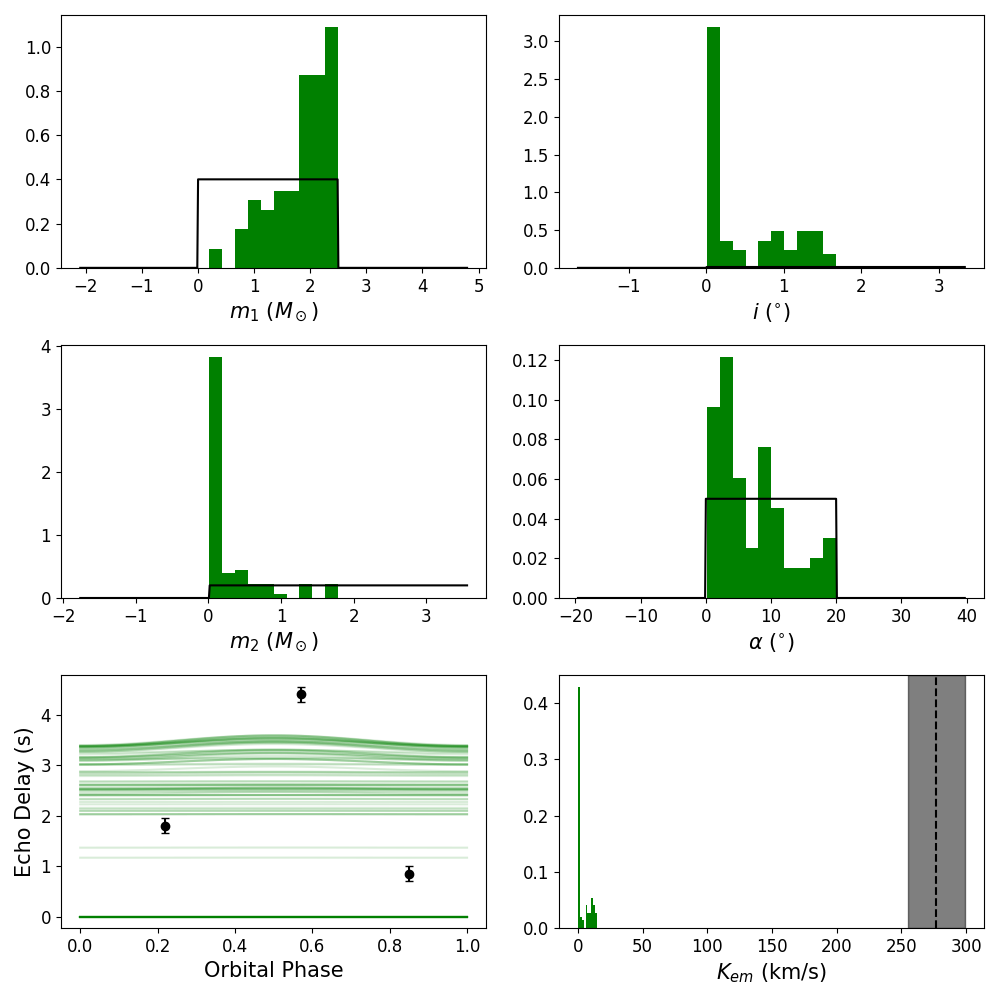 1.0
0.8
0.6
0.4
0.2
0.0
−2 −1 0 1 2 3 4 5
m₁ (M⊙)
3.0
2.5
2.0
1.5
1.0
0.5
0.0
−1 0 1 2 3
i (°)
4
3
2
1
0
−2 −1 0 1 2 3
m₂ (M⊙)
0.12
0.10
0.08
0.06
0.04
0.02
0.00
−20 −10 0 10 20 30 40
α (°)
4
3
2
1
0
Echo Delay (s)
0.0 0.2 0.4 0.6 0.8 1.0
Orbital Phase
0.4
0.3
0.2
0.1
0.0
0 50 100 150 200 250 300
Kem (km/s)